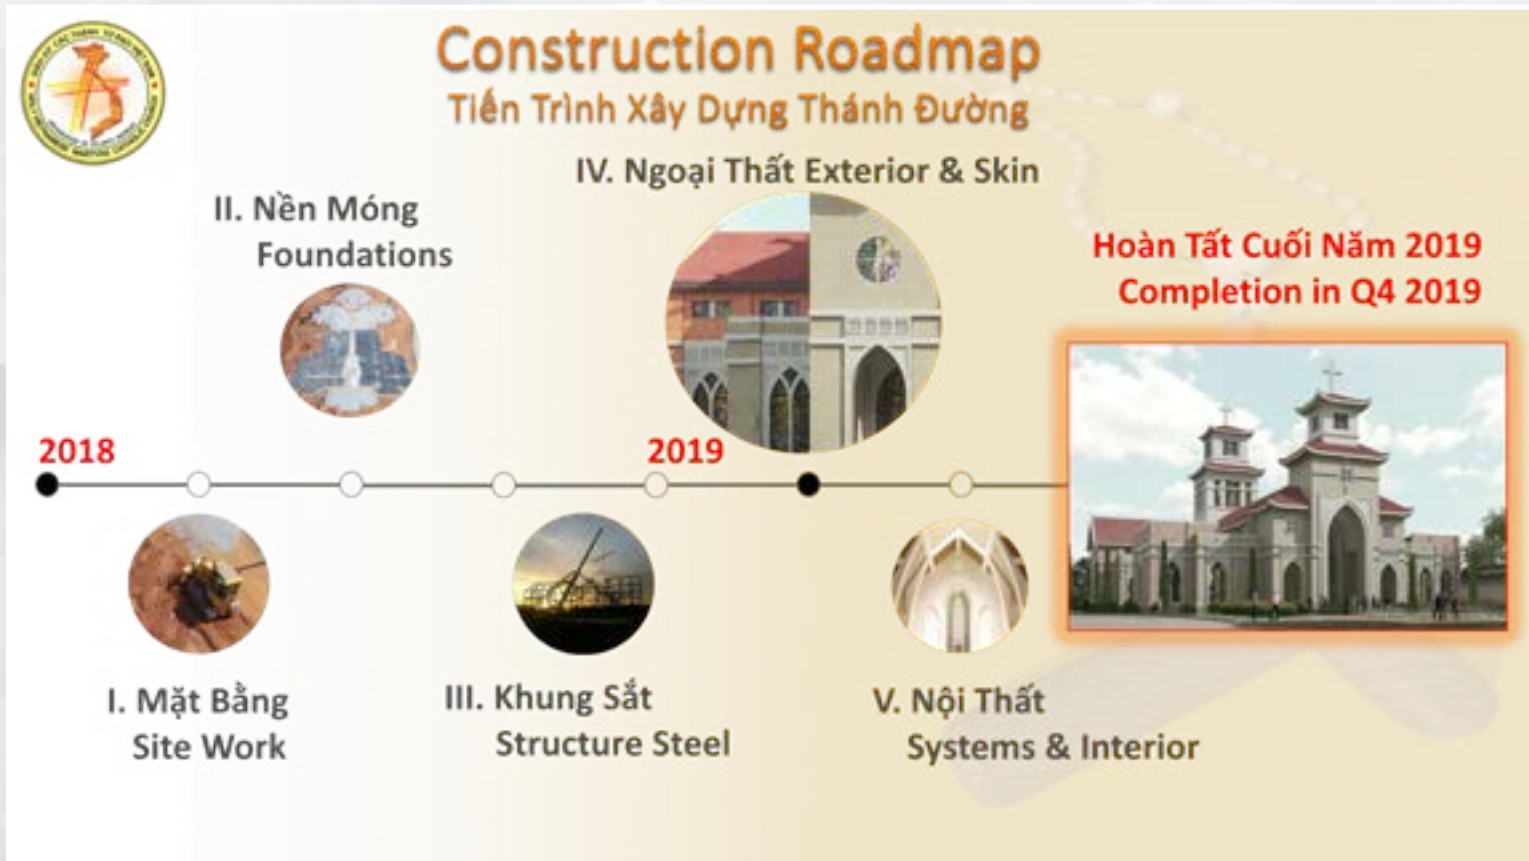 Construction Roadmap
Tiến Trình Xây Dựng Thánh Đường
IV. Ngoại Thất Exterior & Skin
II. Nền Móng
Foundations
Hoàn Tất Cuối Năm 2019
Completion in Q4 2019
2018
2019
I. Mặt Bằng
Site Work
III. Khung Sắt
Structure Steel
V. Nội Thất
Systems & Interior